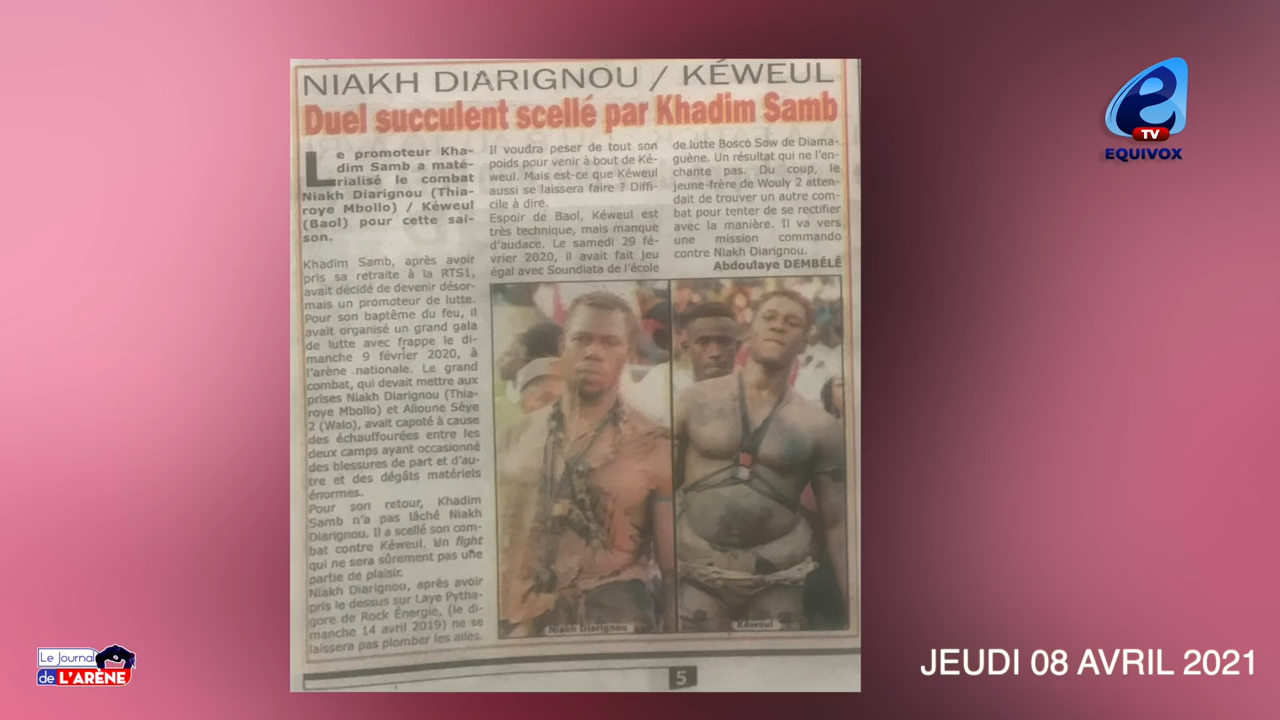 NIAKH DIARIGNOU / KÉWEUL
Duel succulent scellé par Khadim Samb
Le promoteur Kha-
dim Samb a maté-
rialisé le combat
Niakh Diarignou (Thia-
roye Mbollo) / Kéweul
(Baol) pour cette sai-
son.
Khadim Samb, après avoir
pris sa retraite à la RTS1,
avait décidé de devenir désor-
mais un promoteur de lutte.
Pour son baptême du feu, il
avait organisé un grand gala
de lutte avec frappe le di-
manche 9 février 2020, à
l'arène nationale. Le grand
combat, qui devait mettre aux
prises Niakh Diarignou (Thia-
roye Mbollo) et Alioune Sèye
2 (Walo), avait capoté à cause
des échauffourées entre les
deux camps ayant occasionné
des blessures de part et d'au-
tre et des dégâts matériels
énormes.
Pour son retour, Khadim
Samb n'a pas lâché Niakh
Diarignou. Il a scellé son com-
bat contre Kéweul. Un fight
qui ne sera sûrement pas une
partie de plaisir.
Niakh Diarignou, après avoir
pris le dessus sur Laye Pytha-
gore de Rock Énergie, (le di-
manche 14 avril 2019) ne se
laissera pas plomber les ailes.
Il voudra peser de tout son
poids pour venir à bout de Ké-
weul. Mais est-ce que Kéweul
aussi se laissera faire ? Diffi-
cile à dire.
Espoir de Baol, Kéweul est
très technique, mais manque
d'audace. Le samedi 29 fé-
vrier 2020, il avait fait jeu
égal avec Soundiata de l'école
de lutte Bosco Sow de Diama-
guène. Un résultat qui ne l'en-
chante pas. Du coup, le
jeune-frère de Wouly 2 atten-
dait de trouver un autre com-
bat pour tenter de se rectifier
avec la manière. Il va vers
une mission commando
contre Niakh Diarignou.
Abdoulaye DEMBÉLÉ
Niakh Diarignou
Kéweul
5
e
TV
EQUIVOX
Le Journal
de L'ARÈNE
JEUDI 08 AVRIL 2021